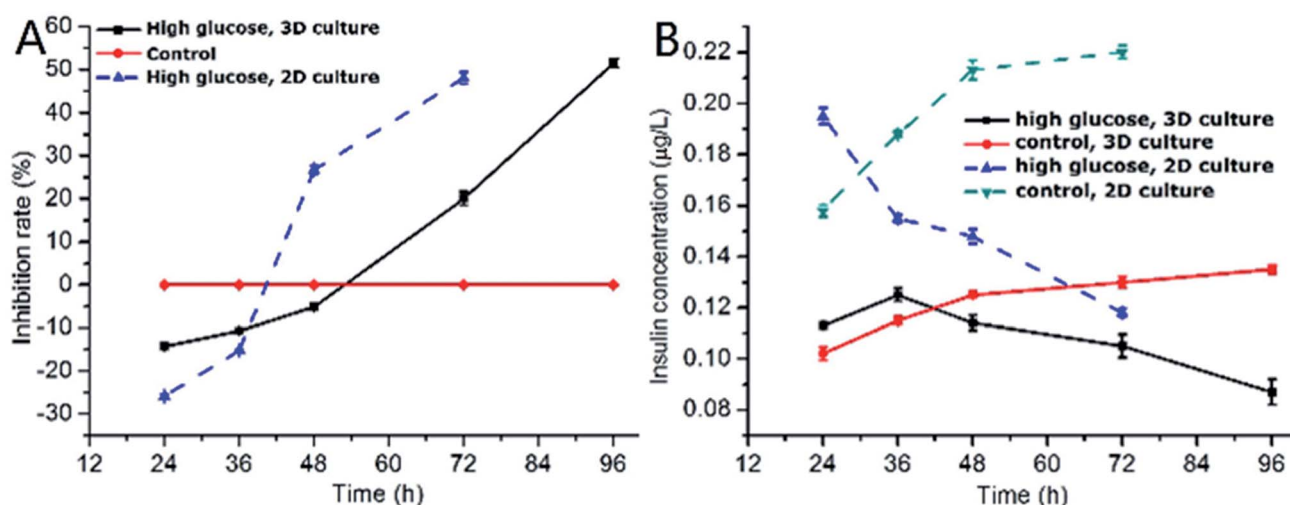 A
High glucose, 3D culture
Control
High glucose, 2D culture
Inhibition rate (%)
60
50
40
30
20
10
0
-10
-20
-30
12 24 36 48 60 72 84 96
Time (h)
B
high glucose, 3D culture
control, 3D culture
high glucose, 2D culture
control, 2D culture
Insulin concentration (μg/L)
0.22
0.20
0.18
0.16
0.14
0.12
0.10
0.08
12 24 36 48 60 72 84 96
Time (h)